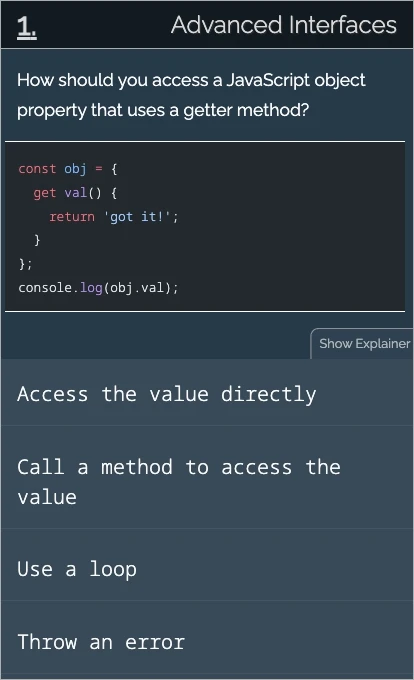 1.
Advanced Interfaces
How should you access a JavaScript object
property that uses a getter method?
const obj = {
  get val() {
    return 'got it!';
  }
};
console.log(obj.val);
Show Explainer
Access the value directly
Call a method to access the
value
Use a loop
Throw an error